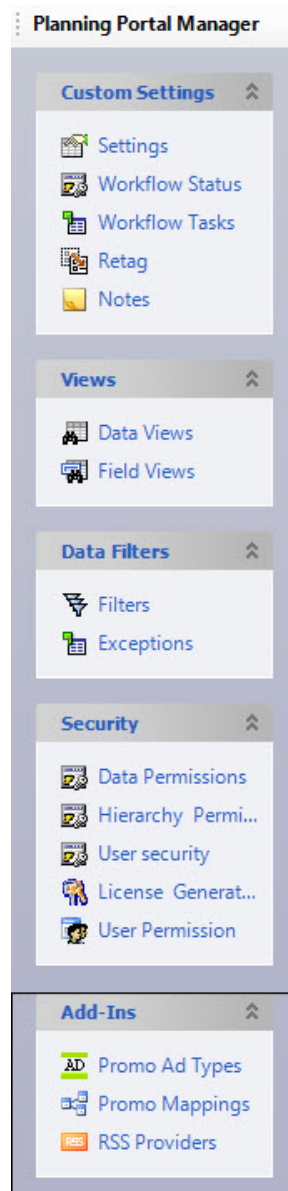 Planning Portal Manager
Custom Settings
Settings
Workflow Status
Workflow Tasks
Retag
Notes
Views
Data Views
Field Views
Data Filters
Filters
Exceptions
Security
Data Permissions
Hierarchy Permi...
User security
License Generat...
User Permission
Add-Ins
AD Promo Ad Types
Promo Mappings
RSS RSS Providers